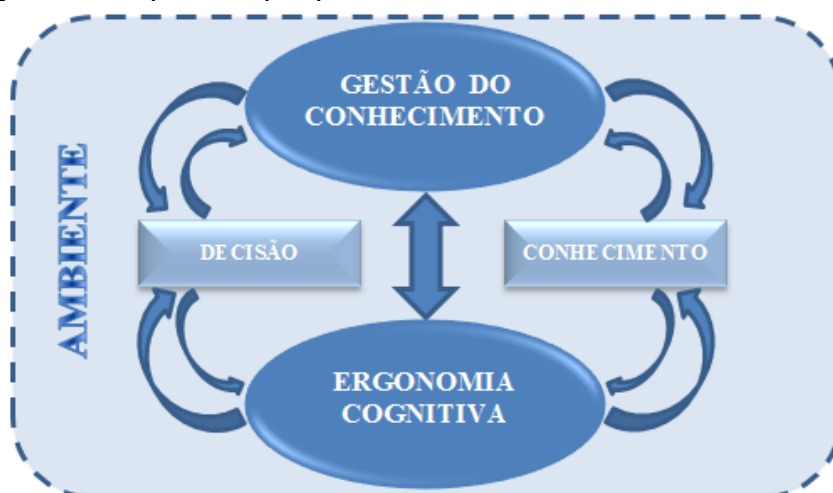 GESTÃO DO
CONHECIMENTO
AMBIENTE
DECISÃO
CONHECIMENTO
ERGONOMIA
COGNITIVA